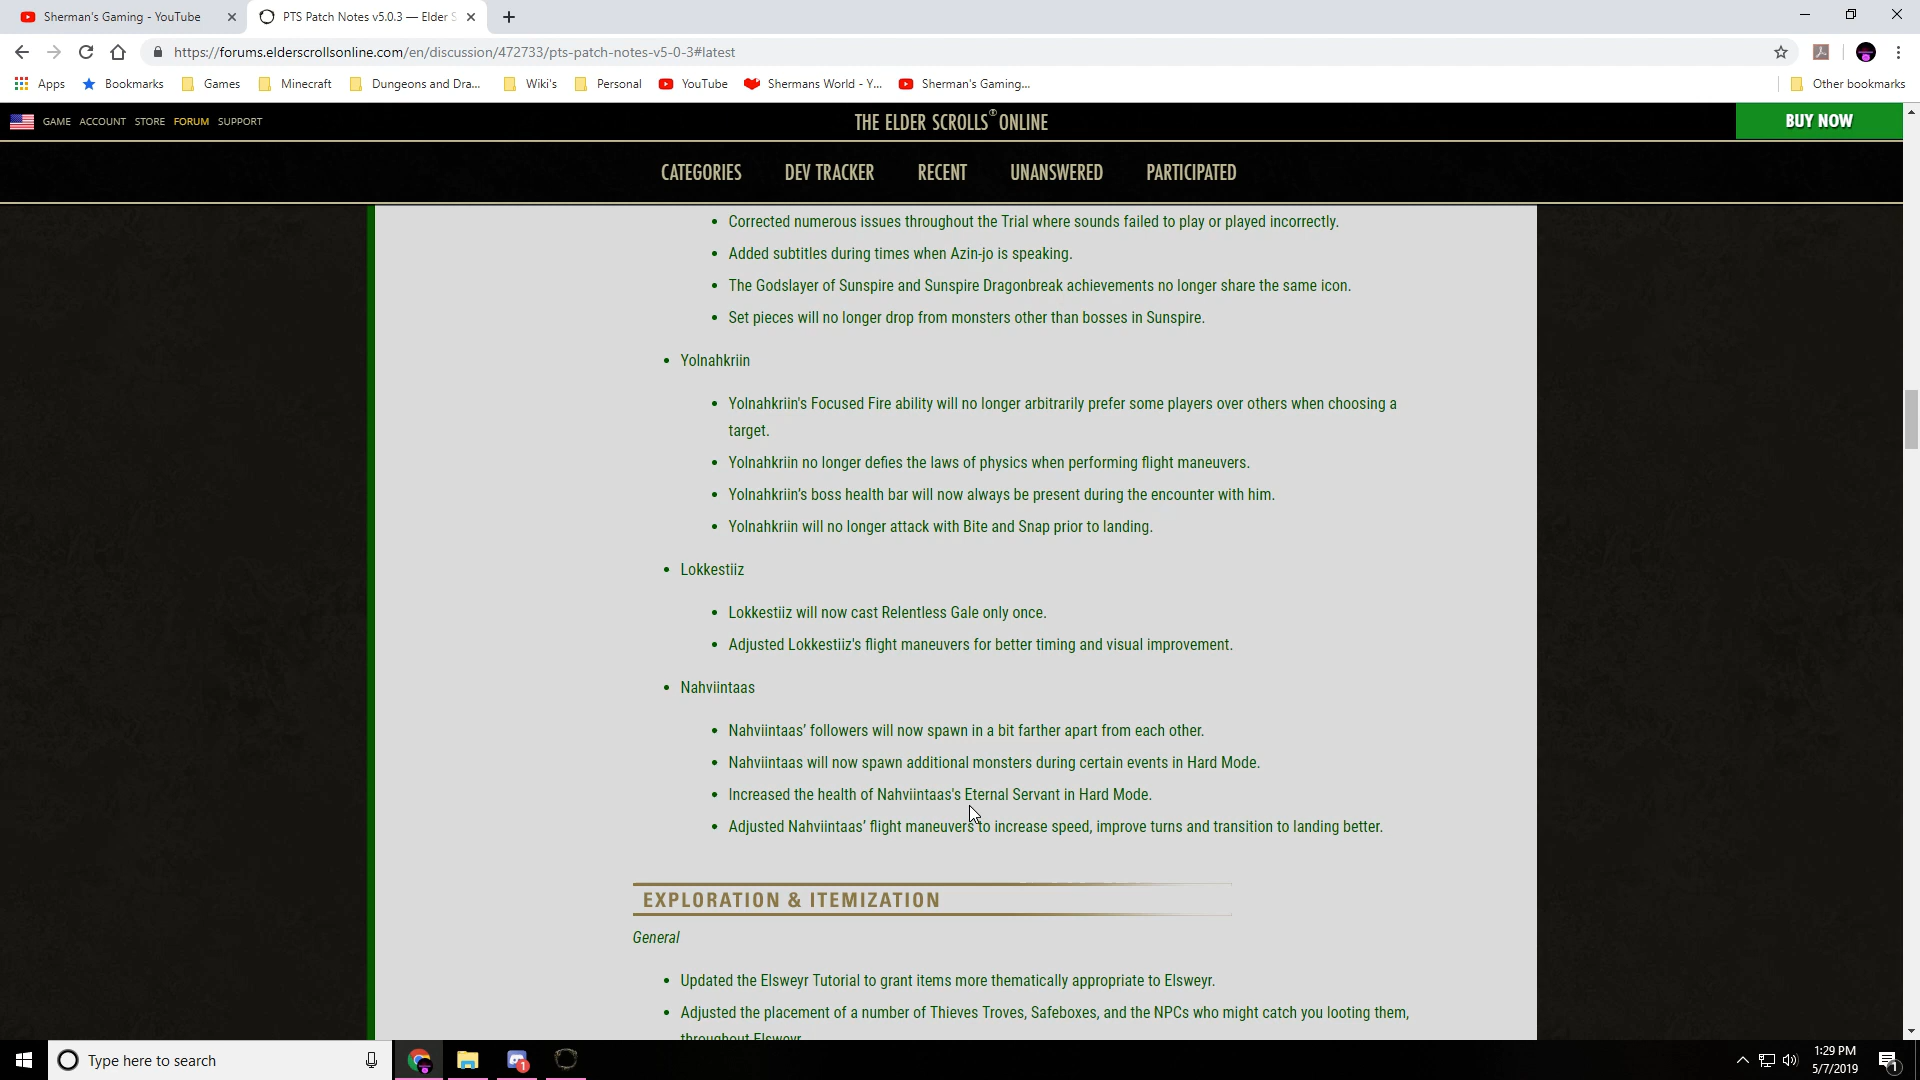 Sherman's Gaming - YouTube
PTS Patch Notes v5.0.3 — Elder S
https://forums.elderscrollsonline.com/en/discussion/472733/pts-patch-notes-v5-0-3#latest
Apps Bookmarks Games Minecraft Dungeons and Dra... Wiki's Personal YouTube Shermans World - Y... Sherman's Gaming... Other bookmarks
GAME ACCOUNT STORE FORUM SUPPORT THE ELDER SCROLLS® ONLINE BUY NOW
CATEGORIES DEV TRACKER RECENT UNANSWERED PARTICIPATED
• Corrected numerous issues throughout the Trial where sounds failed to play or played incorrectly.
• Added subtitles during times when Azin-jo is speaking.
• The Godslayer of Sunspire and Sunspire Dragonbreak achievements no longer share the same icon.
• Set pieces will no longer drop from monsters other than bosses in Sunspire.
• Yolnahkriin
• Yolnahkriin's Focused Fire ability will no longer arbitrarily prefer some players over others when choosing a
target.
• Yolnahkriin no longer defies the laws of physics when performing flight maneuvers.
• Yolnahkriin’s boss health bar will now always be present during the encounter with him.
• Yolnahkriin will no longer attack with Bite and Snap prior to landing.
• Lokkestiiz
• Lokkestiiz will now cast Relentless Gale only once.
• Adjusted Lokkestiiz's flight maneuvers for better timing and visual improvement.
• Nahviintaas
• Nahviintaas’ followers will now spawn in a bit farther apart from each other.
• Nahviintaas will now spawn additional monsters during certain events in Hard Mode.
• Increased the health of Nahviintaas's Eternal Servant in Hard Mode.
• Adjusted Nahviintaas’ flight maneuvers to increase speed, improve turns and transition to landing better.
EXPLORATION & ITEMIZATION
General
• Updated the Elsweyr Tutorial to grant items more thematically appropriate to Elsweyr.
• Adjusted the placement of a number of Thieves Troves, Safeboxes, and the NPCs who might catch you looting them,
throughout Elsweyr.
Type here to search
1
1:29 PM
5/7/2019
1